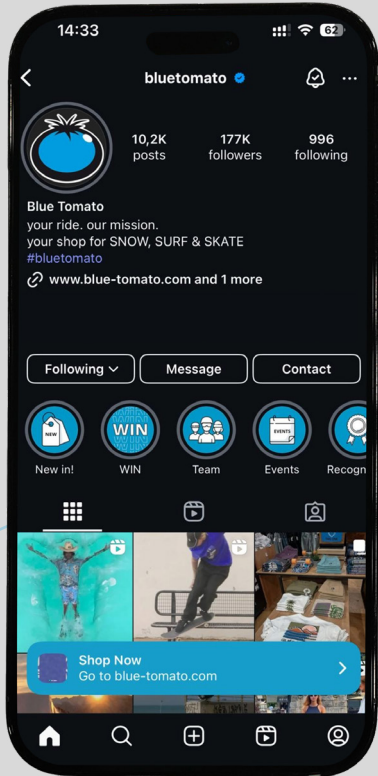 14:33
62
bluetomato
10,2K
posts
177K
followers
996
following
Blue Tomato
your ride. our mission.
your shop for SNOW, SURF & SKATE
#bluetomato
www.blue-tomato.com and 1 more
Following
Message
Contact
NEW
WIN
EVENTS
New in!
WIN
Team
Events
Recogn
Shop Now
Go to blue-tomato.com